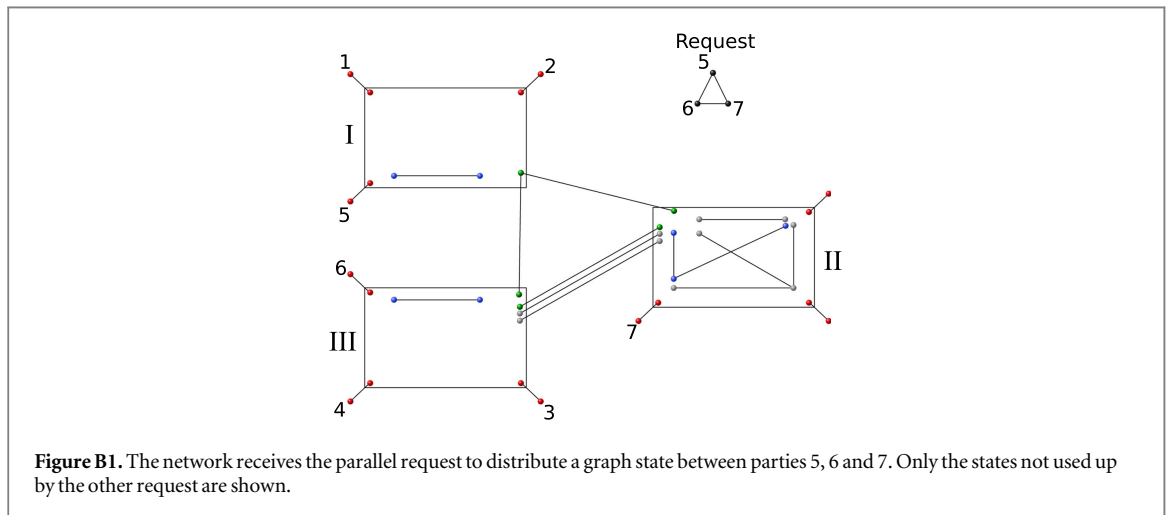 Request
1
2
5
6
7
I
5
6
II
III
7
4
3
Figure B1. The network receives the parallel request to distribute a graph state between parties 5, 6 and 7. Only the states not used up
by the other request are shown.